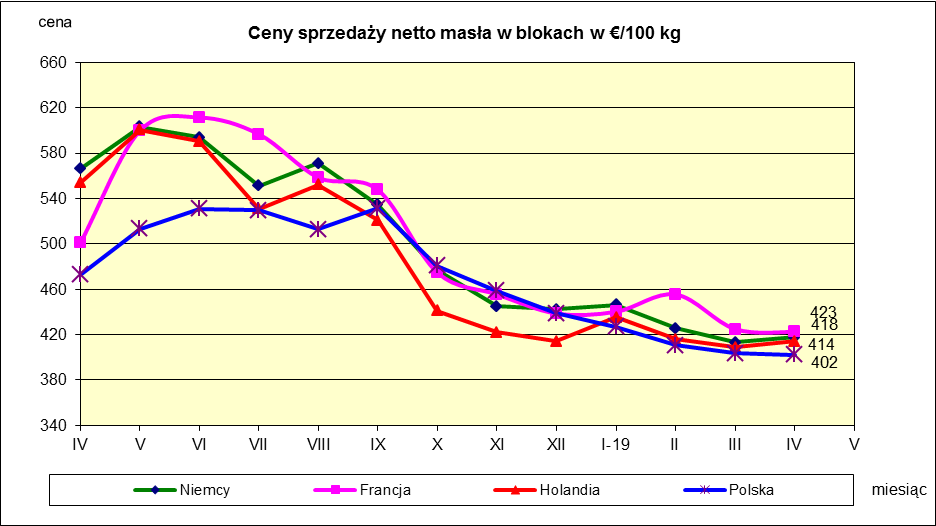 cena
Ceny sprzedaży netto masła w blokach w €/100 kg
660
620
580
540
500
460
420
380
340
423
418
414
402
IV V VI VII VIII IX X XI XII I-19 II III IV V
Niemcy Francja Holandia Polska
miesiąc